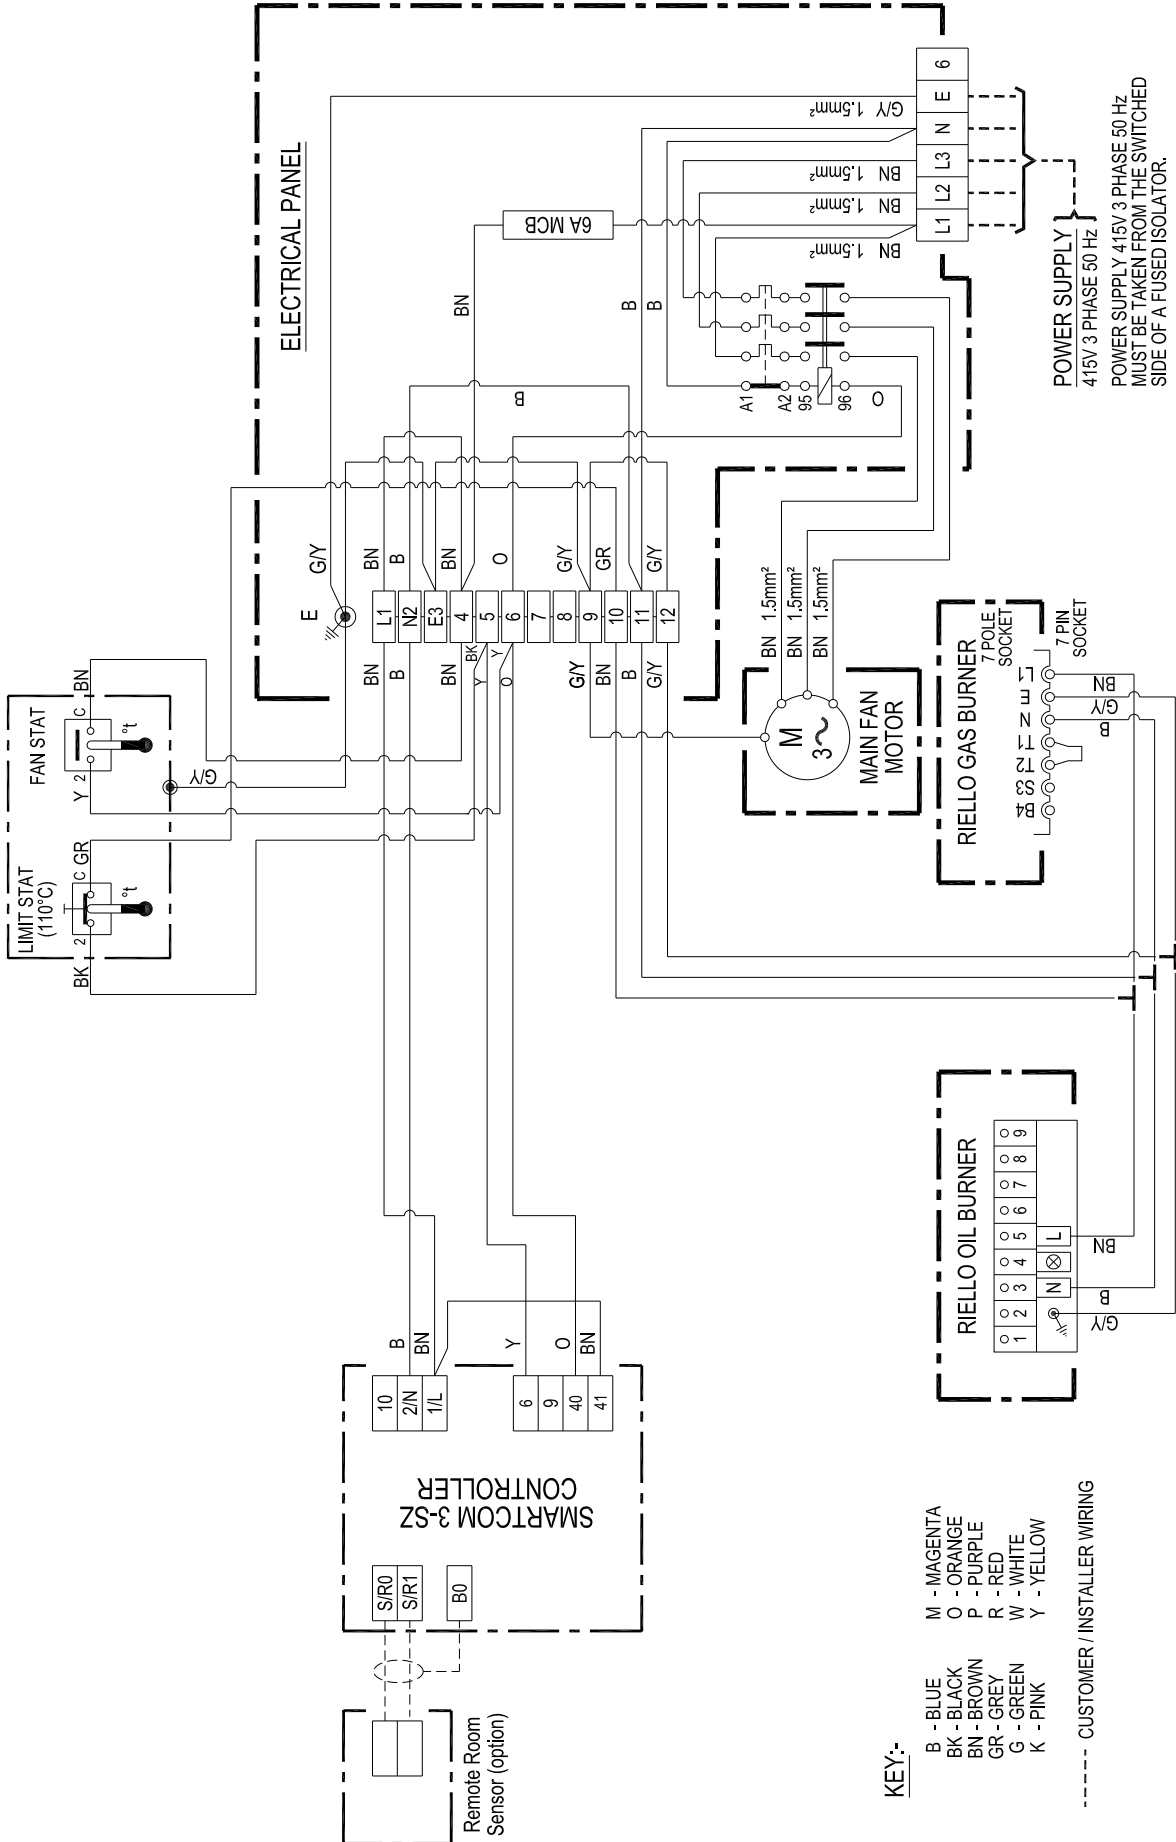 FAN STAT
BN
C
2
Y
°t
G/Y
LIMIT STAT
(110°C)
GR
C
2
BK
°t
ELECTRICAL PANEL
E
G/Y
L1
N2
E3
4
5
6
7
8
9
10
11
12
BN
B
BN
O
G/Y
GR
B
G/Y
BN
B
BN
BK
Y
Y
O
G/Y
BN
B
G/Y
BN
B
B
6A MCB
6
E
N
L3
L2
L1
G/Y 1.5mm²
BN 1.5mm²
BN 1.5mm²
BN 1.5mm²
A1
A2
95
96
O
POWER SUPPLY
415V 3 PHASE 50 Hz
POWER SUPPLY 415V 3 PHASE 50 Hz
MUST BE TAKEN FROM THE SWITCHED
SIDE OF A FUSED ISOLATOR.
BN 1.5mm²
BN 1.5mm²
BN 1.5mm²
M
3~
MAIN FAN
MOTOR
RIELLO GAS BURNER
7 POLE
SOCKET
7 PIN
SOCKET
L1
E
N
T1
T2
S3
B4
BN
G/Y
B
RIELLO OIL BURNER
1
2
3
4
5
6
7
8
9
N
L
BN
B
G/Y
SMARTCOM 3-SZ
CONTROLLER
10
2/N
1/L
6
9
40
41
B
BN
Y
O
BN
S/R0
S/R1
B0
Remote Room
Sensor (option)
KEY:-
B - BLUE
BK - BLACK
BN - BROWN
GR - GREY
G - GREEN
K - PINK
M - MAGENTA
O - ORANGE
P - PURPLE
R - RED
W - WHITE
Y - YELLOW
CUSTOMER / INSTALLER WIRING